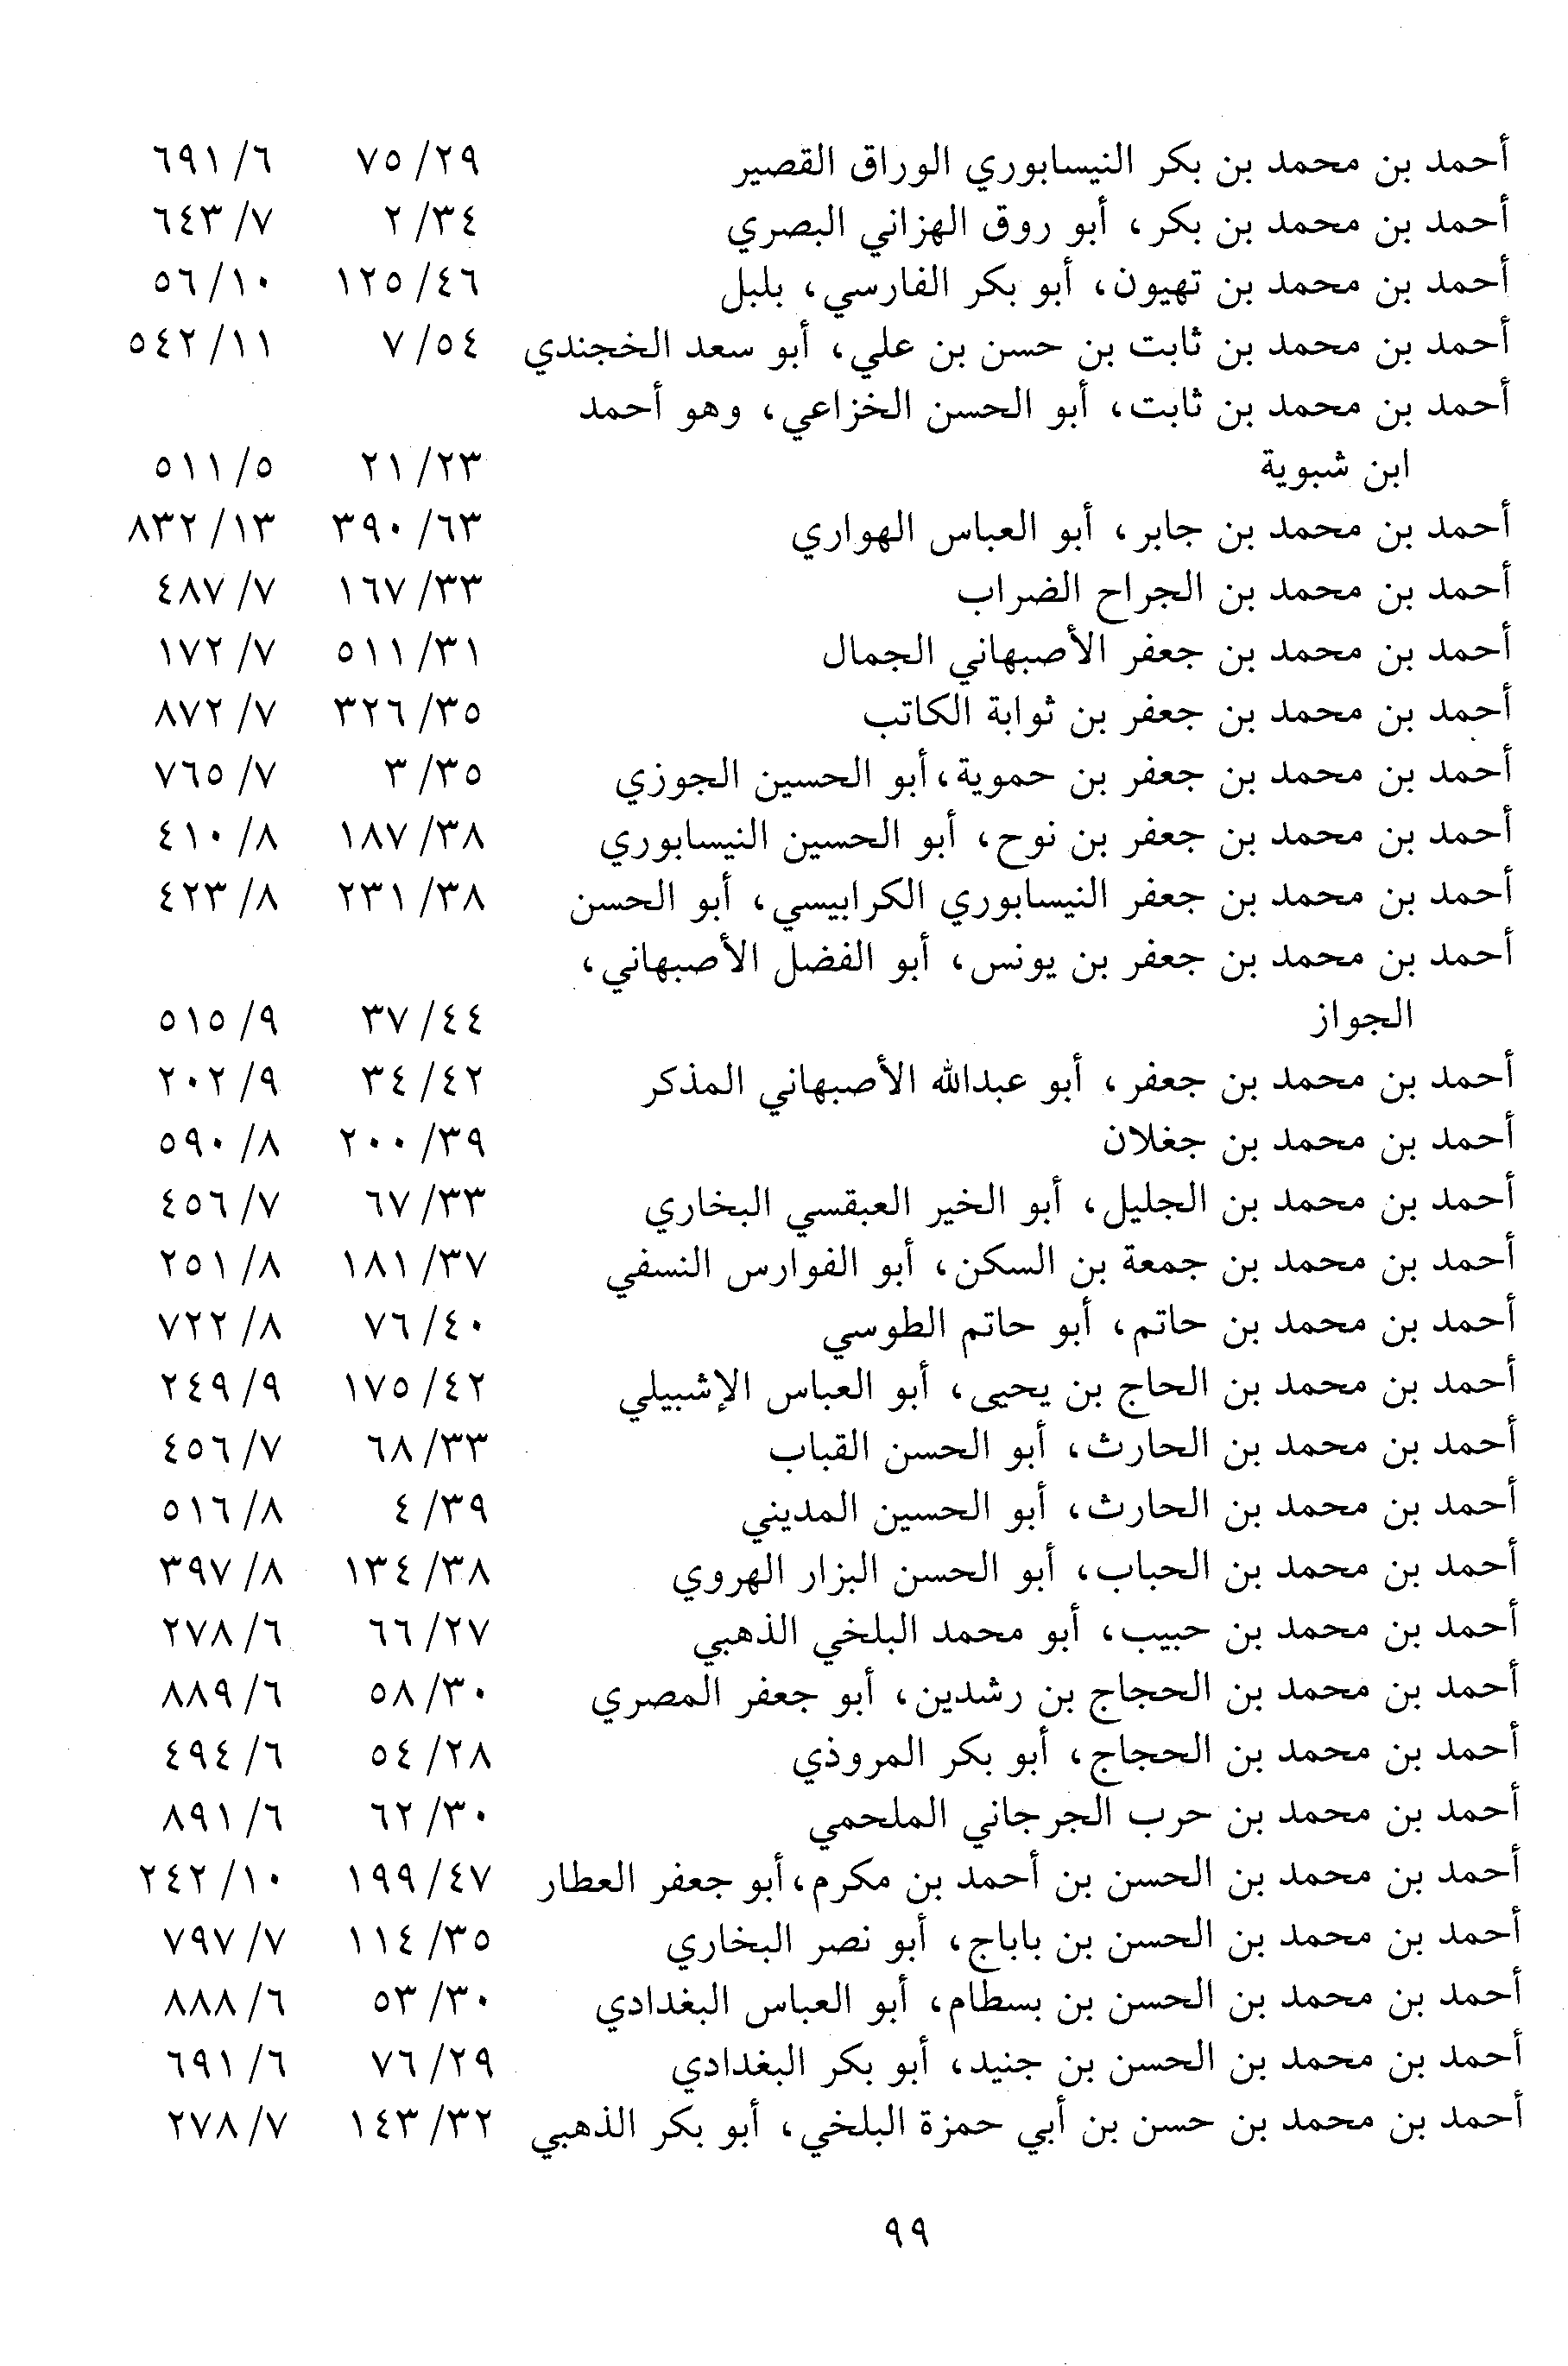 أحمد بن محمد بن بكر النيسابوري الوراق القصير ٢٩/ ٧٥ ٦/ ٦٩١
أحمد بن محمد بن بكر، أبو روق الهزاني البصري ٣٤/ ٢ ٧/ ٦٤٣
أحمد بن محمد بن تهيون، أبو بكر الفارسي، بلبل ٤٦/ ١٢٥ ١٠/ ٥٦
أحمد بن محمد بن ثابت بن حسن بن علي، أبو سعد الخجندي ٥٤/ ٧ ١١/ ٥٤٢
أحمد بن محمد بن ثابت، أبو الحسن الخزاعي، وهو أحمد
ابن شبوية ٢٣/ ٢١ ٥/ ٥١١
أحمد بن محمد بن جابر، أبو العباس الهواري ٦٣/ ٣٩٠ ١٣/ ٨٣٢
أحمد بن محمد بن الجراح الضراب ٣٣/ ١٦٧ ٧/ ٤٨٧
أحمد بن محمد بن جعفر الأصبهاني الجمال ٣١/ ٥١١ ٧/ ١٧٢
أحمد بن محمد بن جعفر بن ثوابة الكاتب ٣٥/ ٣٢٦ ٧/ ٨٧٢
أحمد بن محمد بن جعفر بن حموية، أبو الحسين الجوزي ٣٥/ ٣ ٧/ ٧٦٥
أحمد بن محمد بن جعفر بن نوح، أبو الحسين النيسابوري ٣٨/ ١٨٧ ٨/ ٤١٠
أحمد بن محمد بن جعفر النيسابوري الكرابيسي، أبو الحسن ٣٨/ ٢٣١ ٨/ ٤٢٣
أحمد بن محمد بن جعفر بن يونس، أبو الفضل الأصبهاني،
الجواز ٤٤/ ٣٧ ٩/ ٥١٥
أحمد بن محمد بن جعفر، أبو عبدالله الأصبهاني المذكر ٤٢/ ٣٤ ٩/ ٢٠٢
أحمد بن محمد بن جغلان ٣٩/ ٢٠٠ ٨/ ٥٩٠
أحمد بن محمد بن الجليل، أبو الخير العبقسي البخاري ٣٣/ ٦٧ ٧/ ٤٥٦
أحمد بن محمد بن جمعة بن السكن، أبو الفوارس النسفي ٣٧/ ١٨١ ٨/ ٢٥١
أحمد بن محمد بن حاتم، أبو حاتم الطوسي ٤٠/ ٧٦ ٨/ ٧٢٢
أحمد بن محمد بن الحاج بن يحيى، أبو العباس الإشبيلي ٤٢/ ١٧٥ ٩/ ٢٤٩
أحمد بن محمد بن الحارث، أبو الحسن القباب ٣٣/ ٦٨ ٧/ ٤٥٦
أحمد بن محمد بن الحارث، أبو الحسين المديني ٣٩/ ٤ ٨/ ٥١٦
أحمد بن محمد بن الحباب، أبو الحسن البزار الهروي ٣٨/ ١٣٤ ٨/ ٣٩٧
أحمد بن محمد بن حبيب، أبو محمد البلخي الذهبي ٢٧/ ٦٦ ٦/ ٢٧٨
أحمد بن محمد بن الحجاج بن رشدين، أبو جعفر المصري ٣٠/ ٥٨ ٦/ ٨٨٩
أحمد بن محمد بن الحجاج، أبو بكر المروذي ٢٨/ ٥٤ ٦/ ٤٩٤
أحمد بن محمد بن حرب الجرجاني الملحمي ٣٠/ ٦٢ ٦/ ٨٩١
أحمد بن محمد بن الحسن بن أحمد بن مكرم، أبو جعفر العطار ٤٧/ ١٩٩ ١٠/ ٢٤٢
أحمد بن محمد بن الحسن بن باباج، أبو نصر البخاري ٣٥/ ١١٤ ٧/ ٧٩٧
أحمد بن محمد بن الحسن بن بسطام، أبو العباس البغدادي ٣٠/ ٥٣ ٦/ ٨٨٨
أحمد بن محمد بن الحسن بن جنيد، أبو بكر البغدادي ٢٩/ ٧٦ ٦/ ٦٩١
أحمد بن محمد بن حسن بن أبي حمزة البلخي، أبو بكر الذهبي ٣٢/ ١٤٣ ٧/ ٢٧٨
٩٩